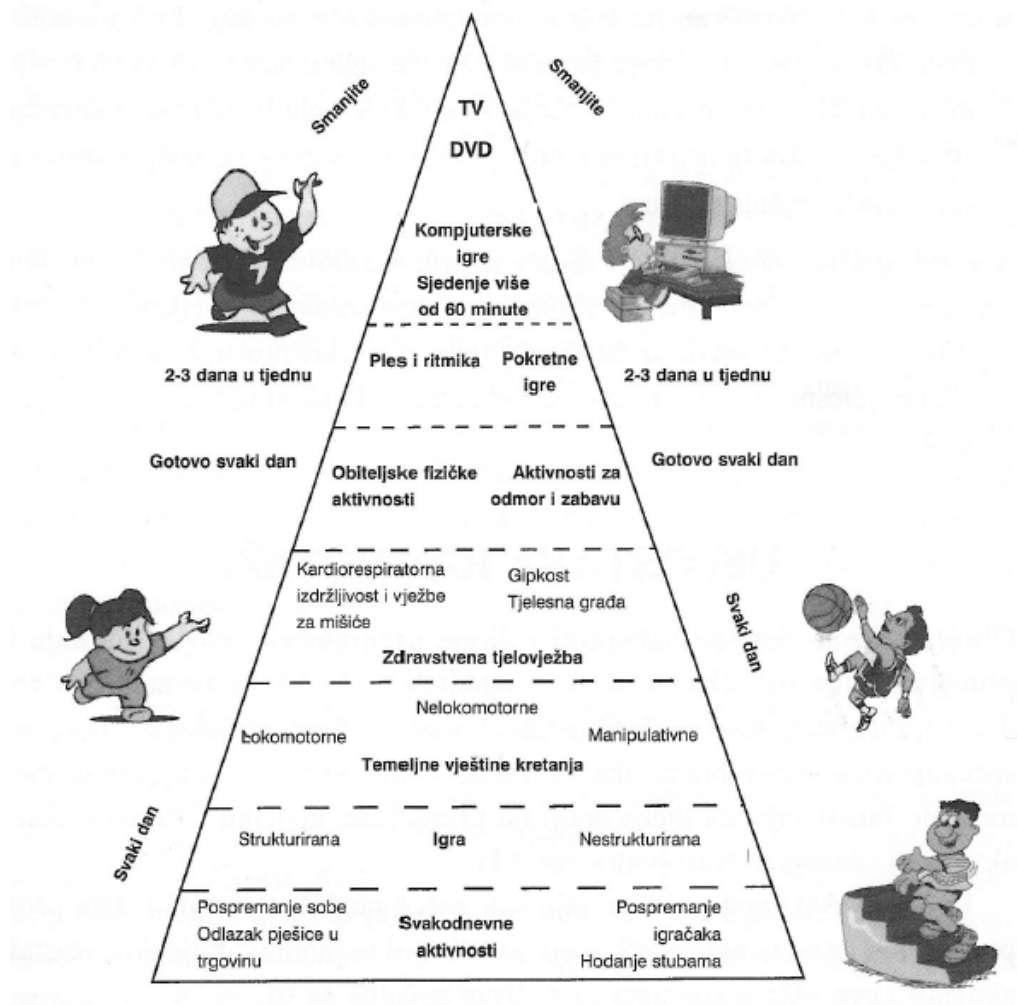 Smanjite
Smanjite
TV
DVD
Kompjuterske
igre
Sjedenje više
od 60 minute
2-3 dana u tjednu
Ples i ritmika
Pokretne
igre
2-3 dana u tjednu
Gotovo svaki dan
Obiteljske fizičke
aktivnosti
Aktivnosti za
odmor i zabavu
Gotovo svaki dan
Kardiorespiratorna
izdržljivost i vježbe
za mišiće
Gipkost
Tjelesna građa
Zdravstvena tjelovježba
Svaki dan
Nelokomotorne
Lokomotorne
Manipulativne
Temeljne vještine kretanja
Svaki dan
Strukturirana
Igra
Nestrukturirana
Pospremanje sobe
Odlazak pješice u
trgovinu
Svakodnevne
aktivnosti
Pospremanje
igračaka
Hodanje stubama